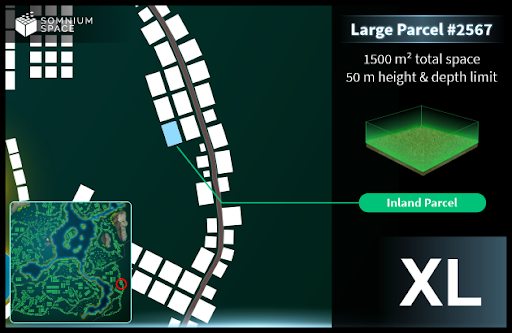 SOMNIUM
SPACE
Large Parcel #2567
1500 m² total space
50 m height & depth limit
Inland Parcel
XL